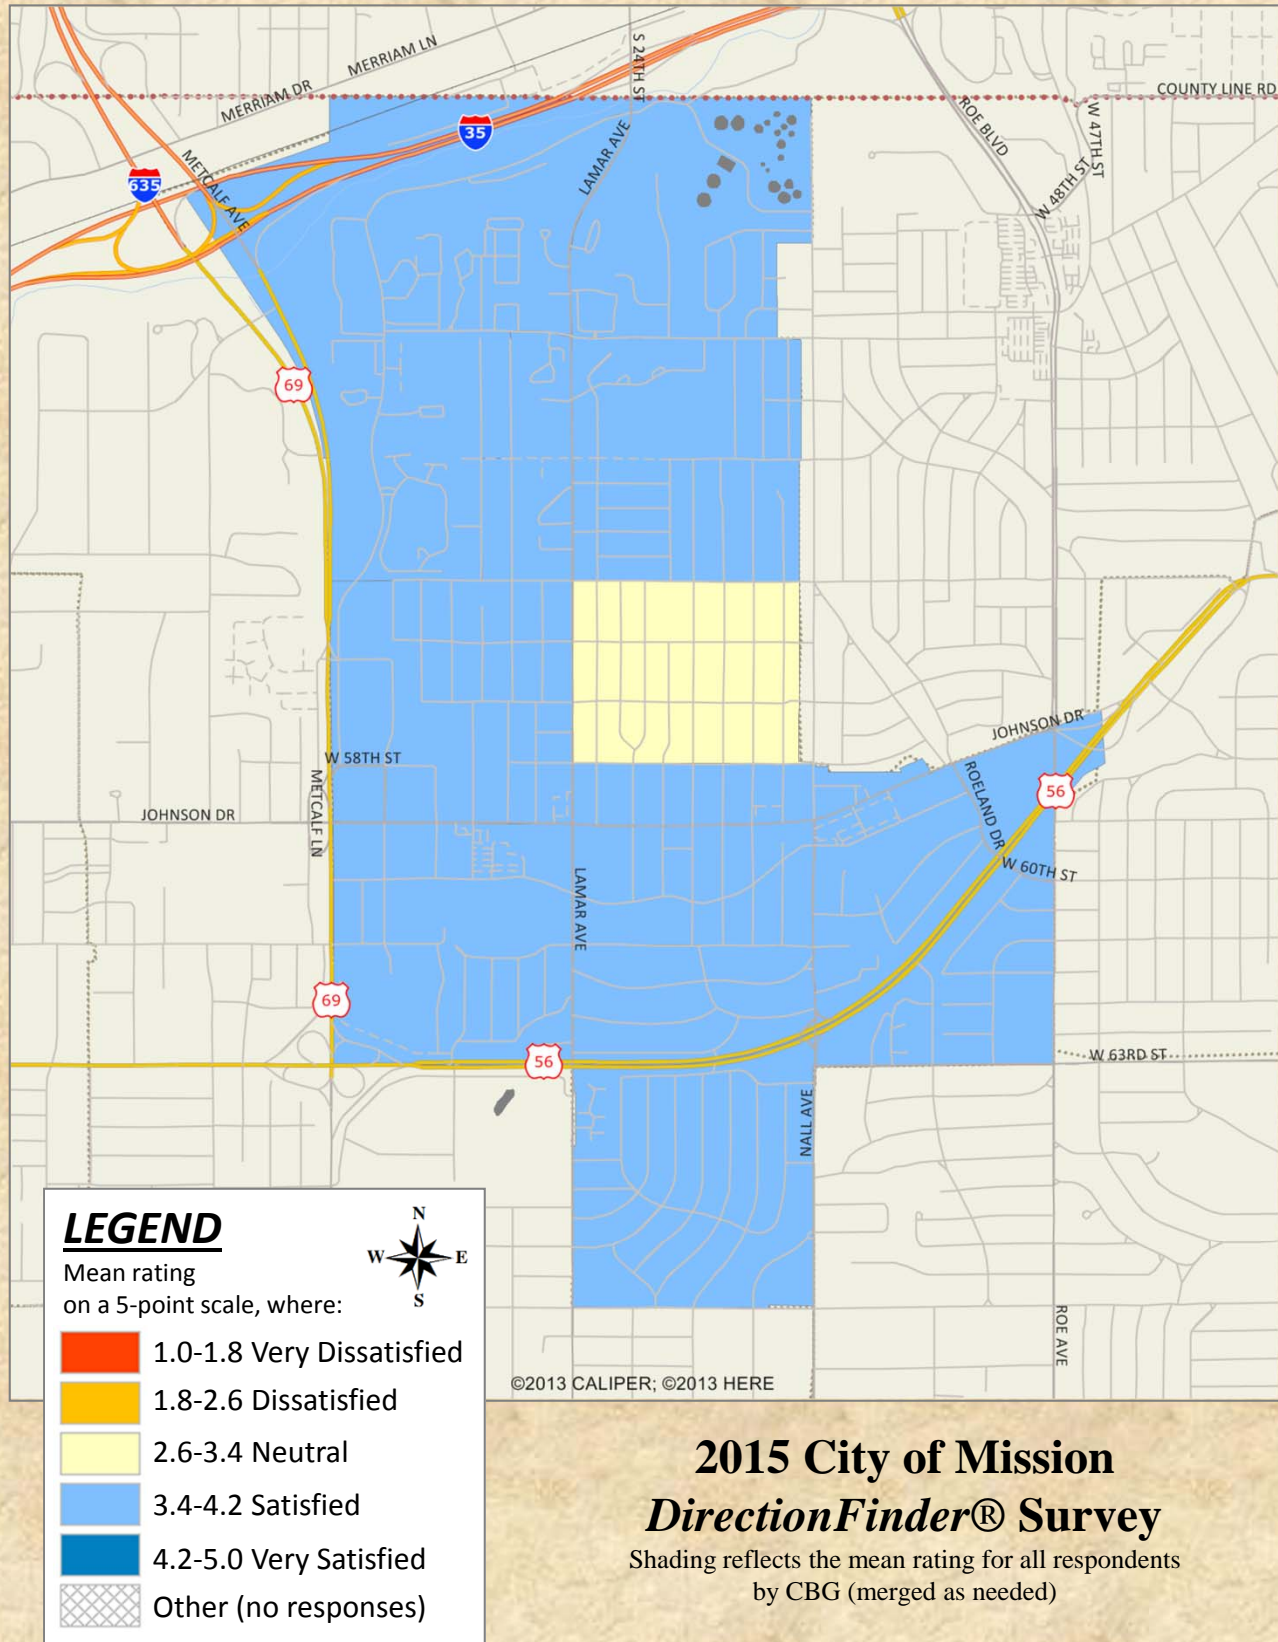 MERRIAM LN
S 24TH ST
MERRIAM DR
COUNTY LINE RD
ROE BLVD
W 47TH ST
35
LAMAR AVE
METCALF AVE
635
W 48TH ST
69
JOHNSON DR
W 58TH ST
METCALF LN
ROELAND DR
56
JOHNSON DR
W 60TH ST
LAMAR AVE
69
56
W 63RD ST
NALL AVE
ROE AVE
©2013 CALIPER; ©2013 HERE
LEGEND
N
W E
S
Mean rating
on a 5-point scale, where:
1.0-1.8 Very Dissatisfied
1.8-2.6 Dissatisfied
2.6-3.4 Neutral
3.4-4.2 Satisfied
4.2-5.0 Very Satisfied
Other (no responses)
2015 City of Mission
DirectionFinder® Survey
Shading reflects the mean rating for all respondents
by CBG (merged as needed)